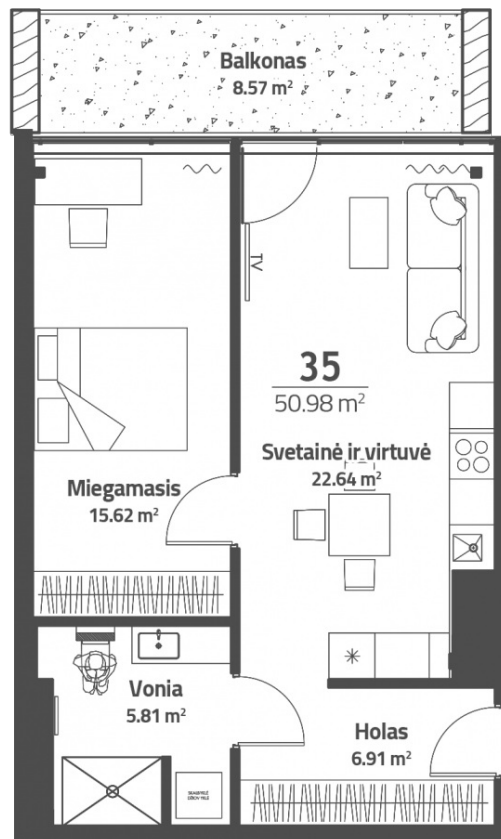 Balkonas
8.57 m²
TV
35
50.98 m²
Svetainė ir virtuvė
22.64 m²
Miegamasis
15.62 m²
Vonia
5.81 m²
Holas
6.91 m²